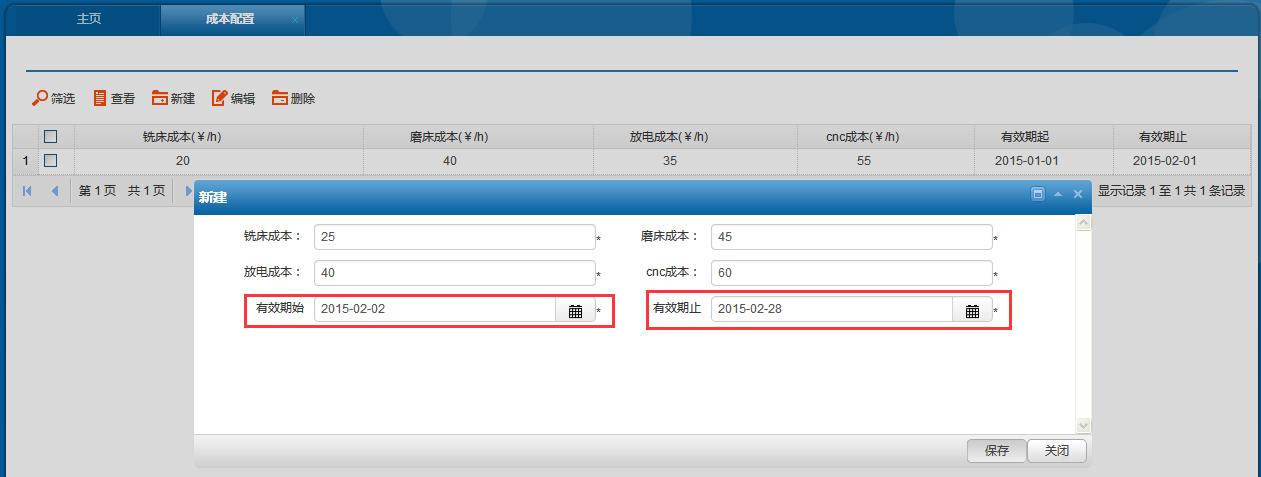 主页 成本配置
筛选 查看 新建 编辑 删除
铣床成本(￥/h) 磨床成本(￥/h) 放电成本(￥/h) cnc成本(￥/h) 有效期起 有效期止
1 20 40 35 55 2015-01-01 2015-02-01
第 1 页 共 1 页 显示记录 1 至 1 共 1 条记录
新建
铣床成本： 25 * 磨床成本： 45 *
放电成本： 40 * cnc成本： 60 *
有效期始 2015-02-02 * 有效期止 2015-02-28 *
保存 关闭